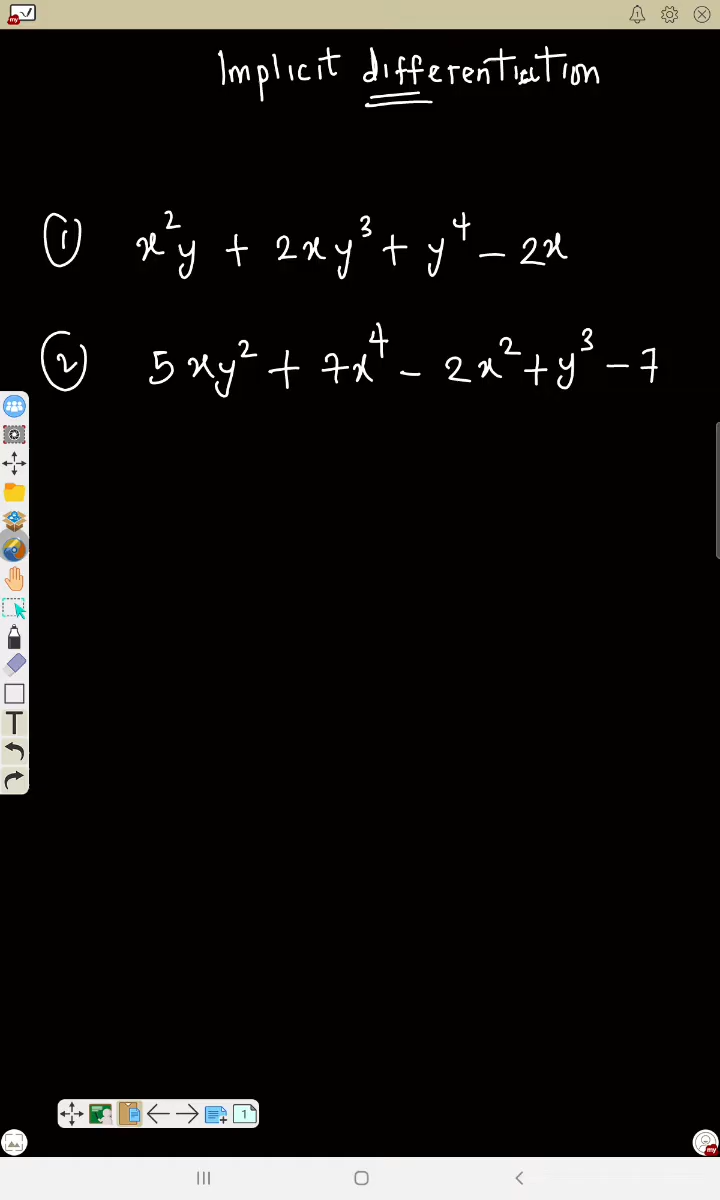 Implicit differentiation
① x²y + 2xy³ + y⁴ - 2x
② 5xy² + 7x⁴ - 2x² + y³ - 7